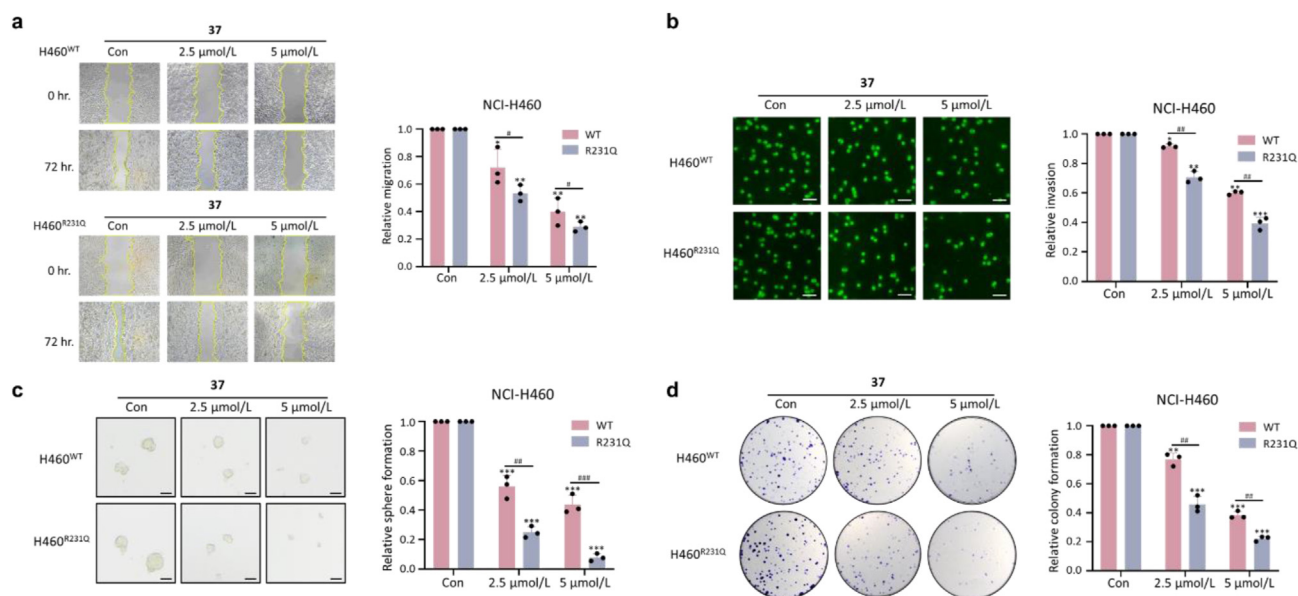 a
37
H460WT
Con
2.5 μmol/L
5 μmol/L
0 hr.
72 hr.
37
H460R231Q
0 hr.
72 hr.
NCI-H460
WT
R231Q
Relative migration
1.0
0.8
0.6
0.4
0.2
0.0
*
#
**
**
#
**
Con
2.5 μmol/L
5 μmol/L
b
37
Con
2.5 μmol/L
5 μmol/L
H460WT
H460R231Q
NCI-H460
WT
R231Q
Relative invasion
1.0
0.8
0.6
0.4
0.2
0.0
*
##
**
**
##
***
Con
2.5 μmol/L
5 μmol/L
c
37
Con
2.5 μmol/L
5 μmol/L
H460WT
H460R231Q
NCI-H460
WT
R231Q
Relative sphere formation
1.0
0.8
0.6
0.4
0.2
0.0
***
##
***
***
###
***
Con
2.5 μmol/L
5 μmol/L
d
37
Con
2.5 μmol/L
5 μmol/L
H460WT
H460R231Q
NCI-H460
WT
R231Q
Relative colony formation
1.0
0.8
0.6
0.4
0.2
0.0
**
##
***
***
##
***
Con
2.5 μmol/L
5 μmol/L